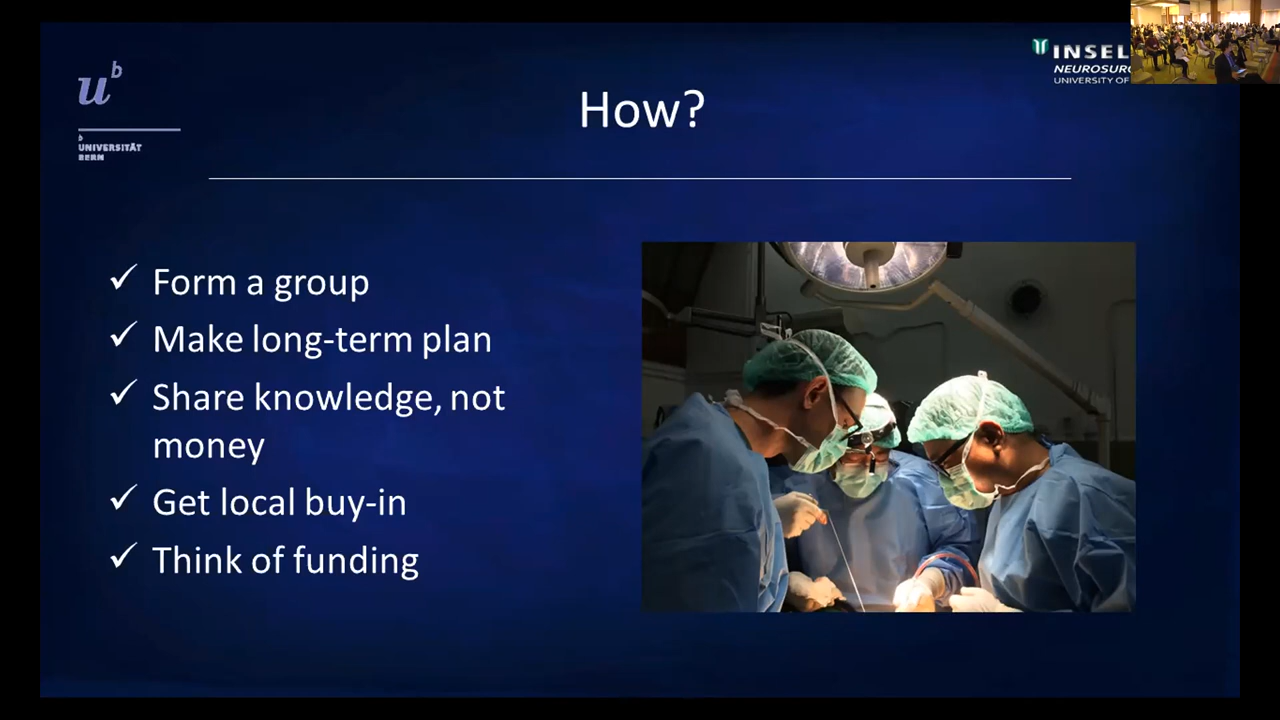 u
b
b
UNIVERSITÄT
BERN
INSEL
NEUROSUR
UNIVERSITY OF
How?
✓ Form a group
✓ Make long-term plan
✓ Share knowledge, not
money
✓ Get local buy-in
✓ Think of funding